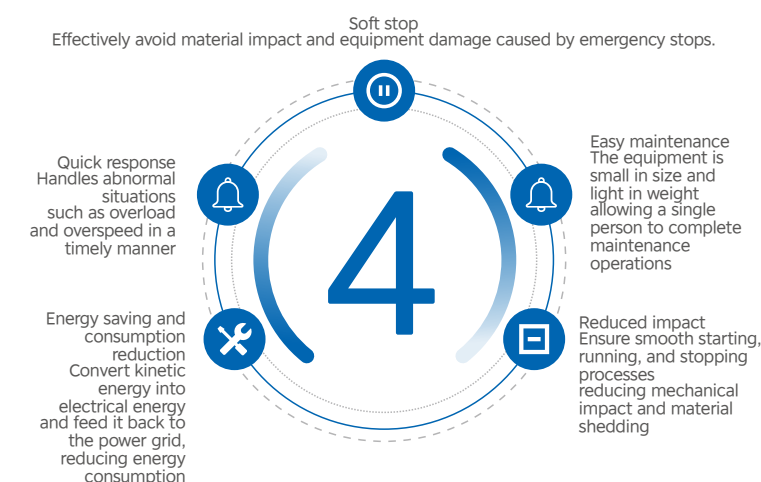 Soft stop
Effectively avoid material impact and equipment damage caused by emergency stops.
Quick response
Handles abnormal
situations
such as overload
and overspeed in a
timely manner
Easy maintenance
The equipment is
small in size and
light in weight
allowing a single
person to complete
maintenance
operations
4
Energy saving and
consumption
reduction
Convert kinetic
energy into
electrical energy
and feed it back to
the power grid,
reducing energy
consumption
Reduced impact
Ensure smooth starting,
running, and stopping
processes
reducing mechanical
impact and material
shedding